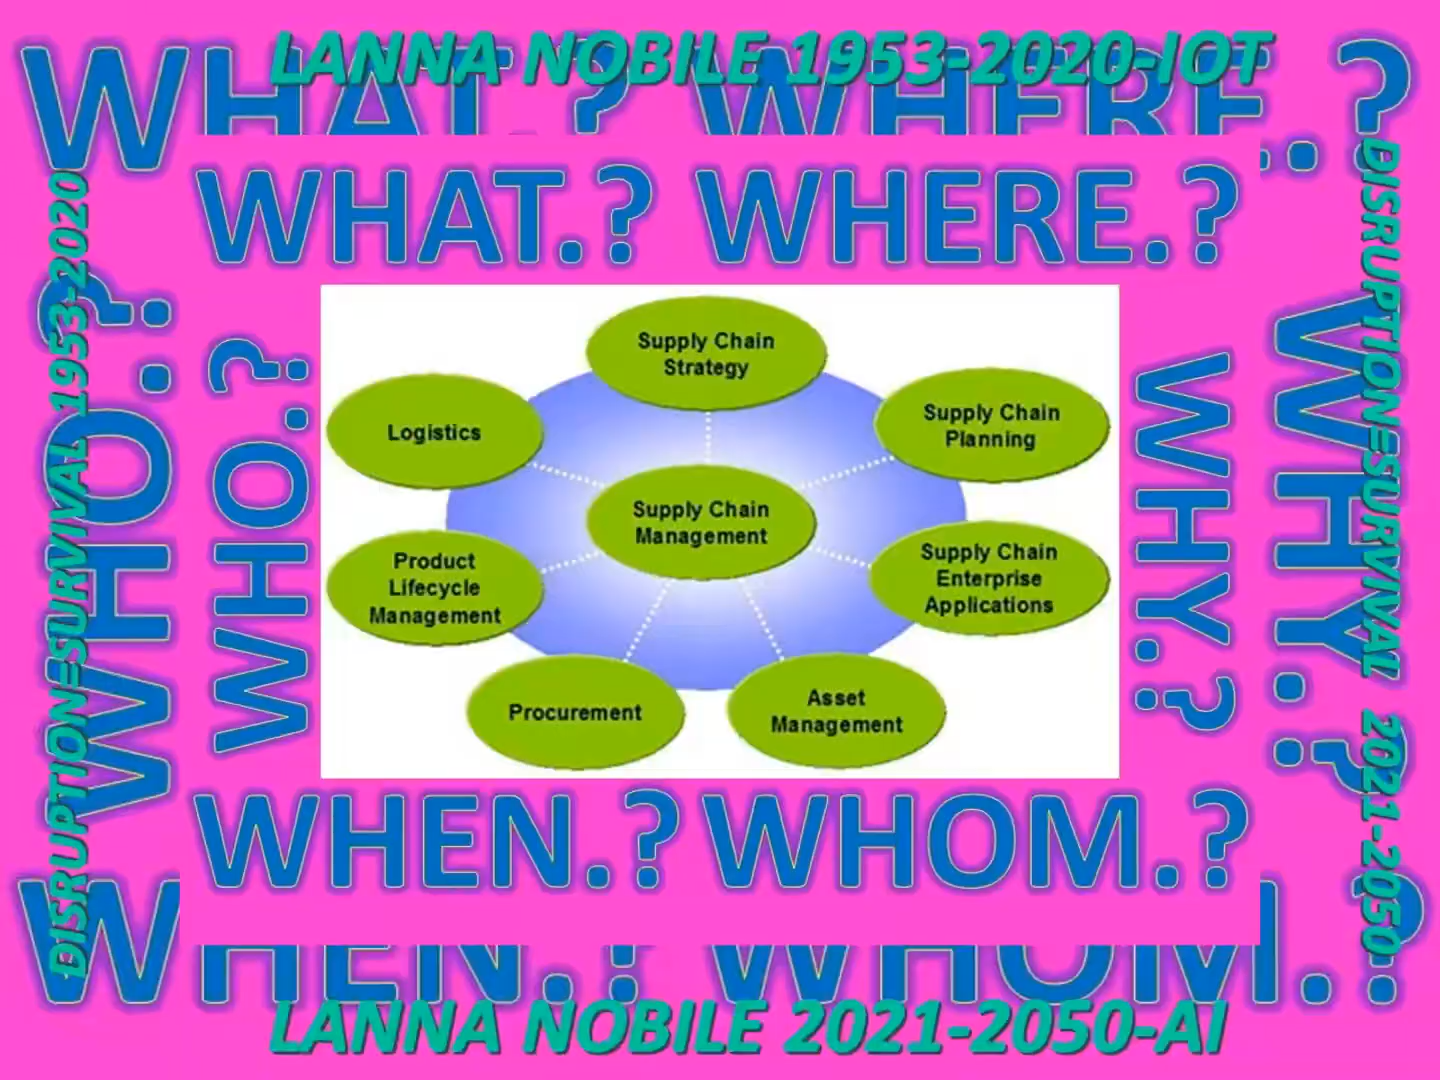 LANNA NOBILE 1953-2020-IOT
WHAT.? WHERE.?
WHAT.? WHERE.?
DISRUPTION=SURVIVAL 1953-2020
WHO.?
WHO.?
Supply Chain
Strategy
Logistics
Supply Chain
Planning
Supply Chain
Management
Product
Lifecycle
Management
Supply Chain
Enterprise
Applications
Procurement
Asset
Management
WHY.?
WHY.?
DISRUPTION=SURVIVAL 2021-2050
WHEN.? WHOM.?
WHEN.? WHOM.?
LANNA NOBILE 2021-2050-AI